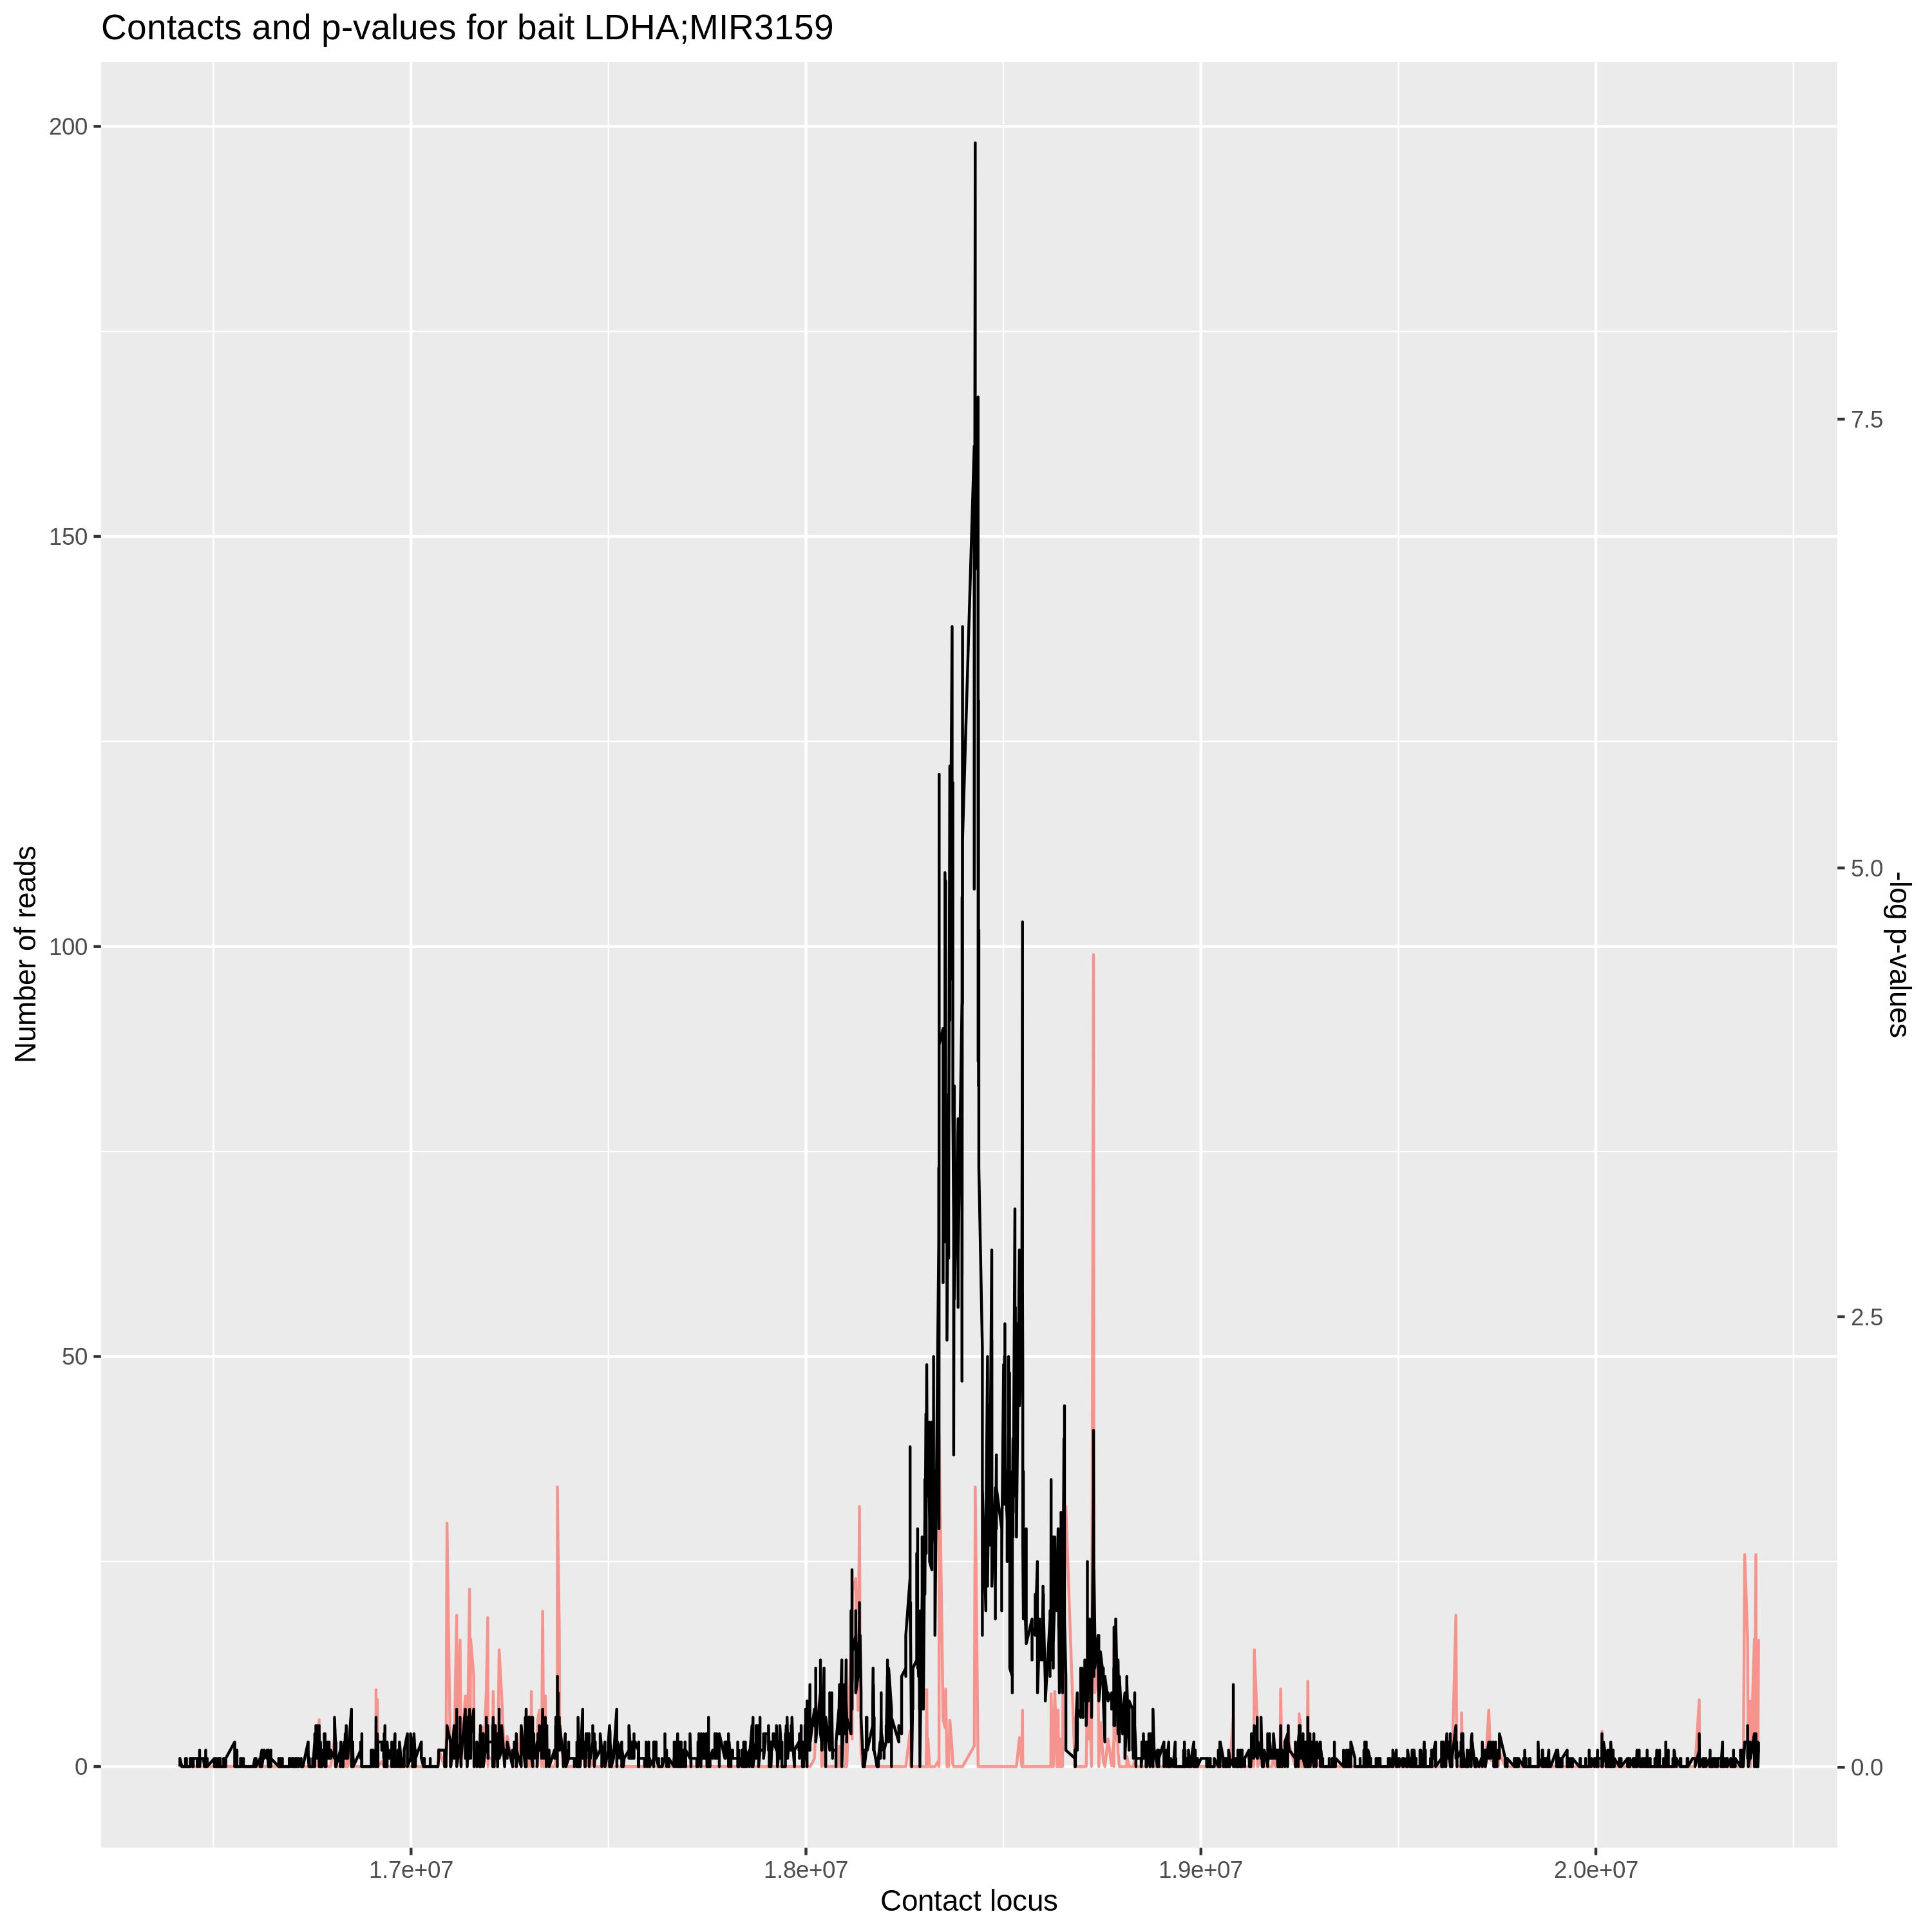 Contacts and p-values for bait LDHA;MIR3159
200
150
100
50
0
Number of reads
7.5
5.0
2.5
0.0
-log p-values
1.7e+07
1.8e+07
1.9e+07
2.0e+07
Contact locus